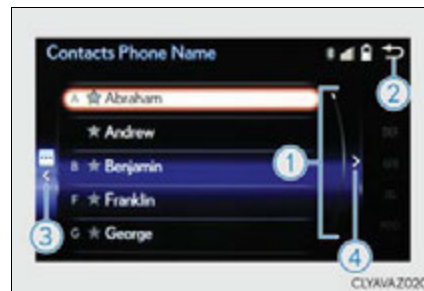 Contacts Phone Name
2
A ★ Abraham
★ Andrew
1
B ★ Benjamin
3
F ★ Franklin
4
G ★ George
CLYAVAZ020